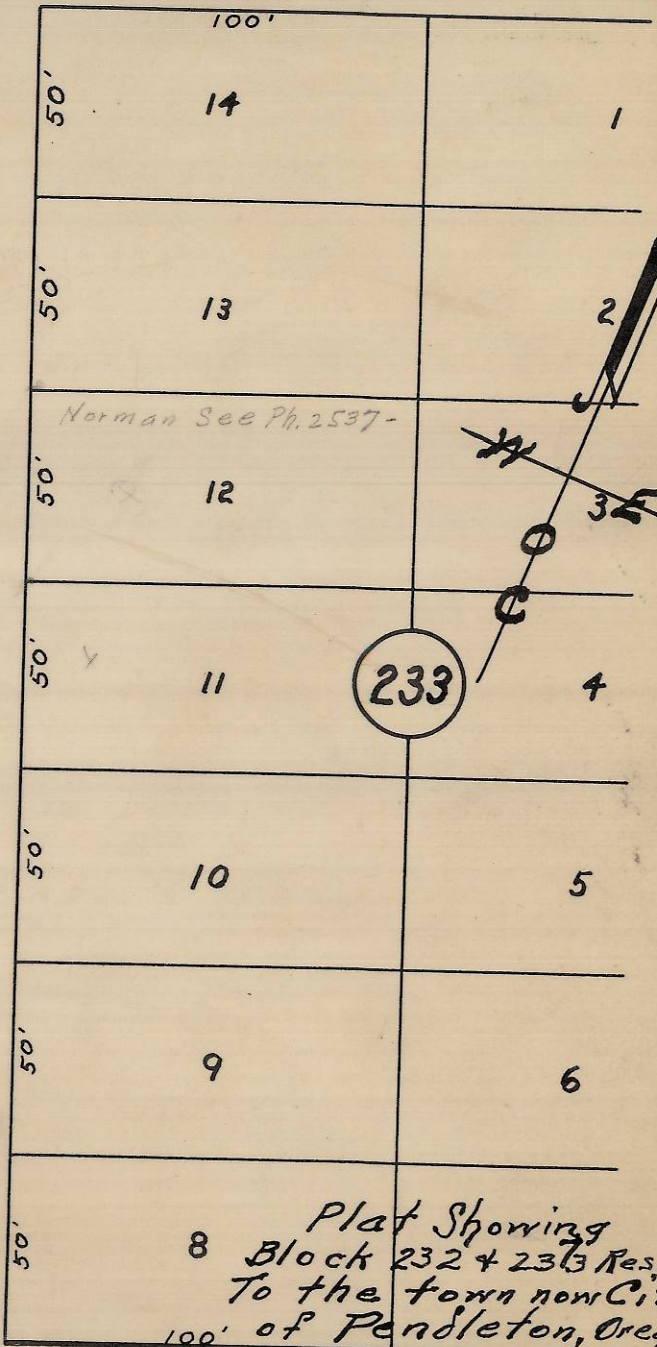 100'
50' 14 1
50' 13 2
Norman See Ph. 2537-
50' 12 3 E
W
O
C
50' 11 233 4
50' 10 5
50' 9 6
7
50' 8
Plat Showing
Block 232 & 233 Res
To the town now Ci
of Pendleton, Ore
100'